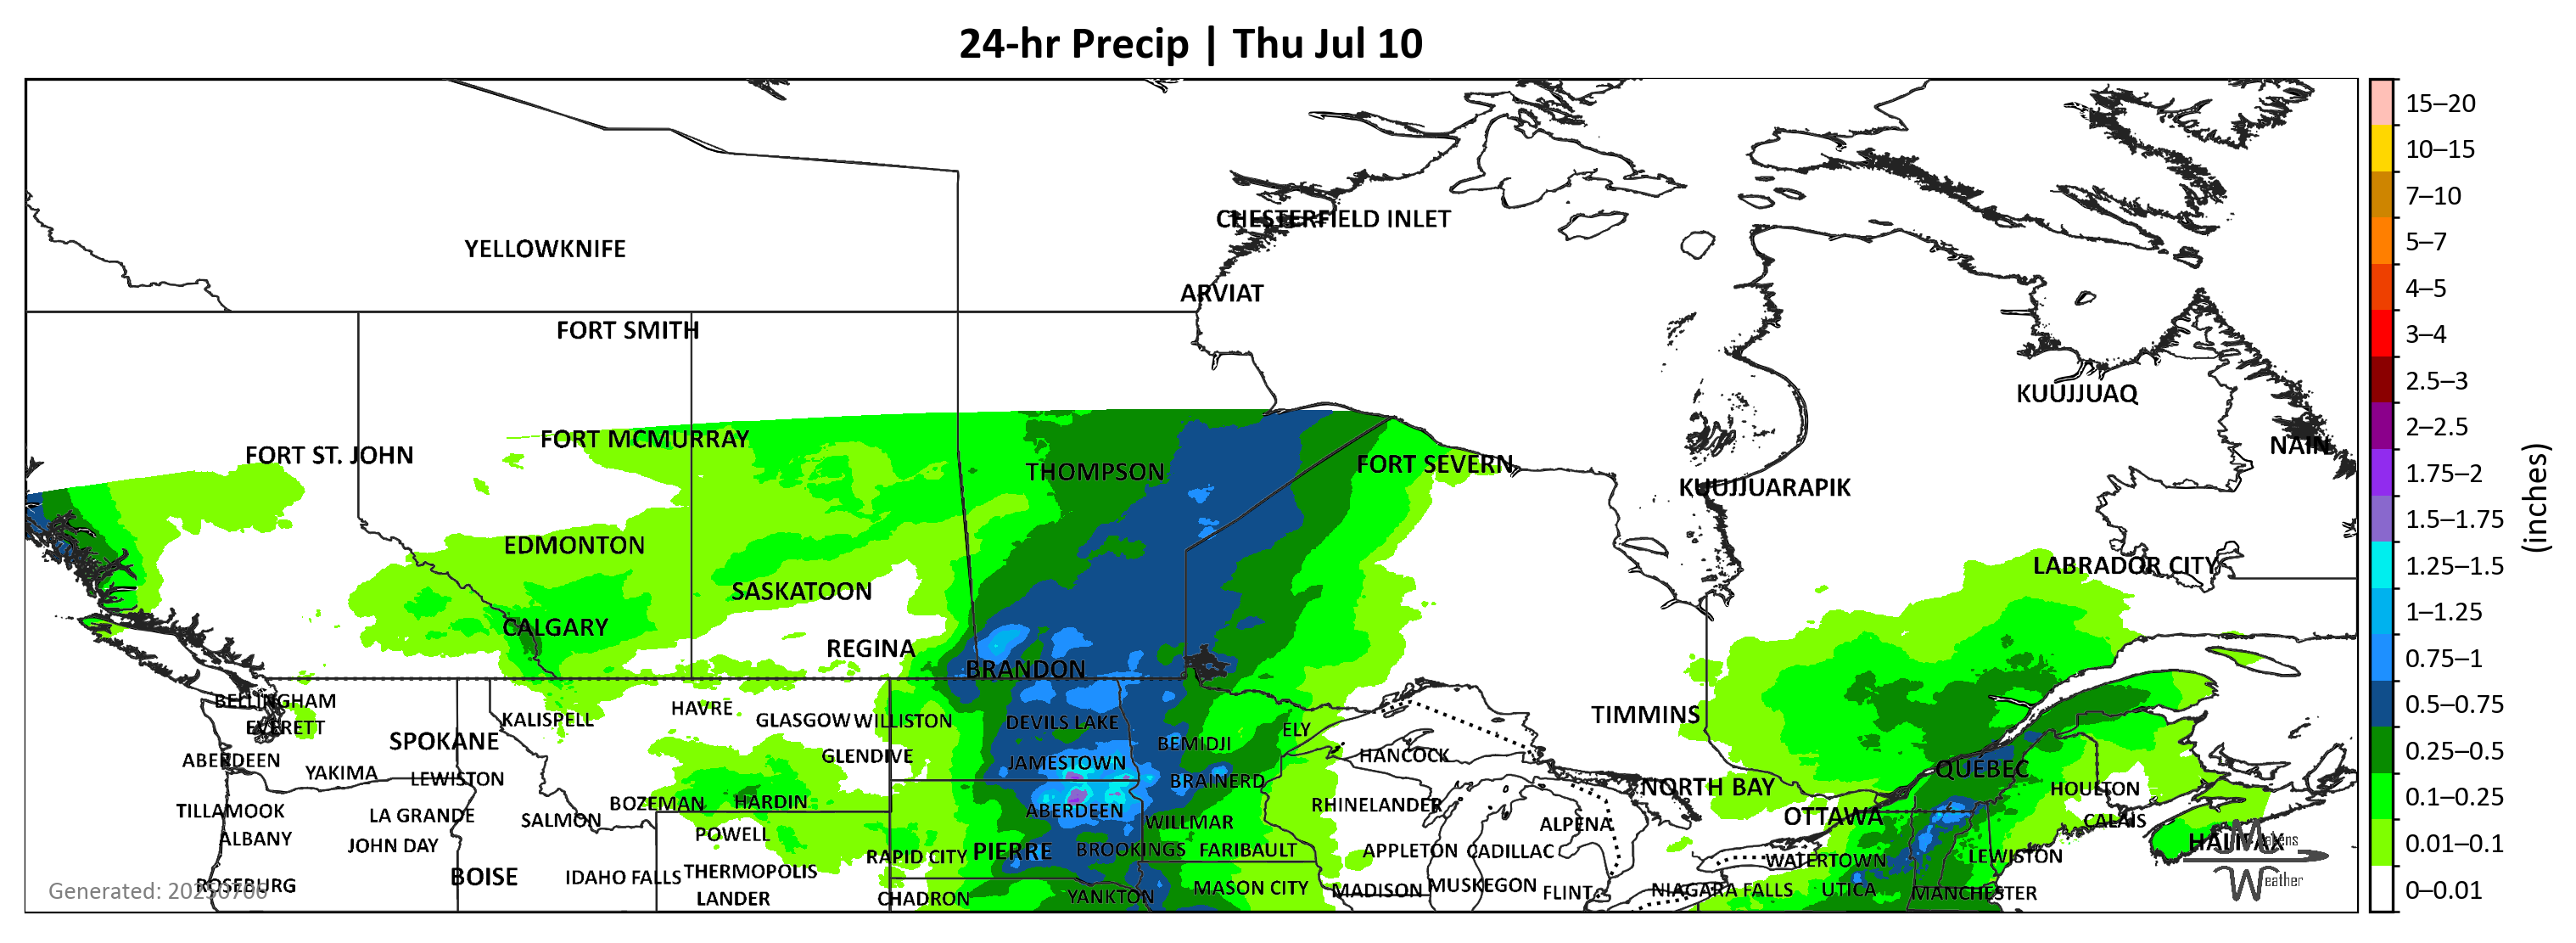 24-hr Precip | Thu Jul 10
CHESTERFIELD INLET
YELLOWKNIFE
ARVIAT
FORT SMITH
KUUJJUAQ
FORT MCMURRAY
NAIN
FORT ST. JOHN
THOMPSON
FORT SEVERN
KUUJJUARAPIK
EDMONTON
LABRADOR CITY
SASKATOON
CALGARY
REGINA
BRANDON
BELLINGHAM
HAVRE
TIMMINS
KALISPELL
GLASGOW WILLISTON
DEVILS LAKE
EVERETT
ELY
SPOKANE
BEMIDJI
GLENDIVE
HANCOCK
ABERDEEN
JAMESTOWN
QUÉBEC
YAKIMA
LEWISTON
BRAINERD
NORTH BAY
HOULTON
BOZEMAN
HARDIN
RHINELANDER
TILLAMOOK
LA GRANDE
SALMON
ABERDEEN
WILLMAR
ALPENA
OTTAWA
CALAIS
ALBANY
JOHN DAY
POWELL
HALIFAX
RAPID CITY
PIERRE
BROOKINGS
FARIBAULT
APPLETON
CADILLAC
WATERTOWN
LEWISTON
BOISE
IDAHO FALLS
THERMOPOLIS
ROSEBURG
MASON CITY
MADISON
MUSKEGON
FLINT
NIAGARA FALLS
UTICA
MANCHESTER
LANDER
CHADRON
YANKTON
Weather
15–20
10–15
7–10
5–7
4–5
3–4
2.5–3
2–2.5
1.75–2
1.5–1.75
1.25–1.5
1–1.25
0.75–1
0.5–0.75
0.25–0.5
0.1–0.25
0.01–0.1
0–0.01
(inches)
Generated: